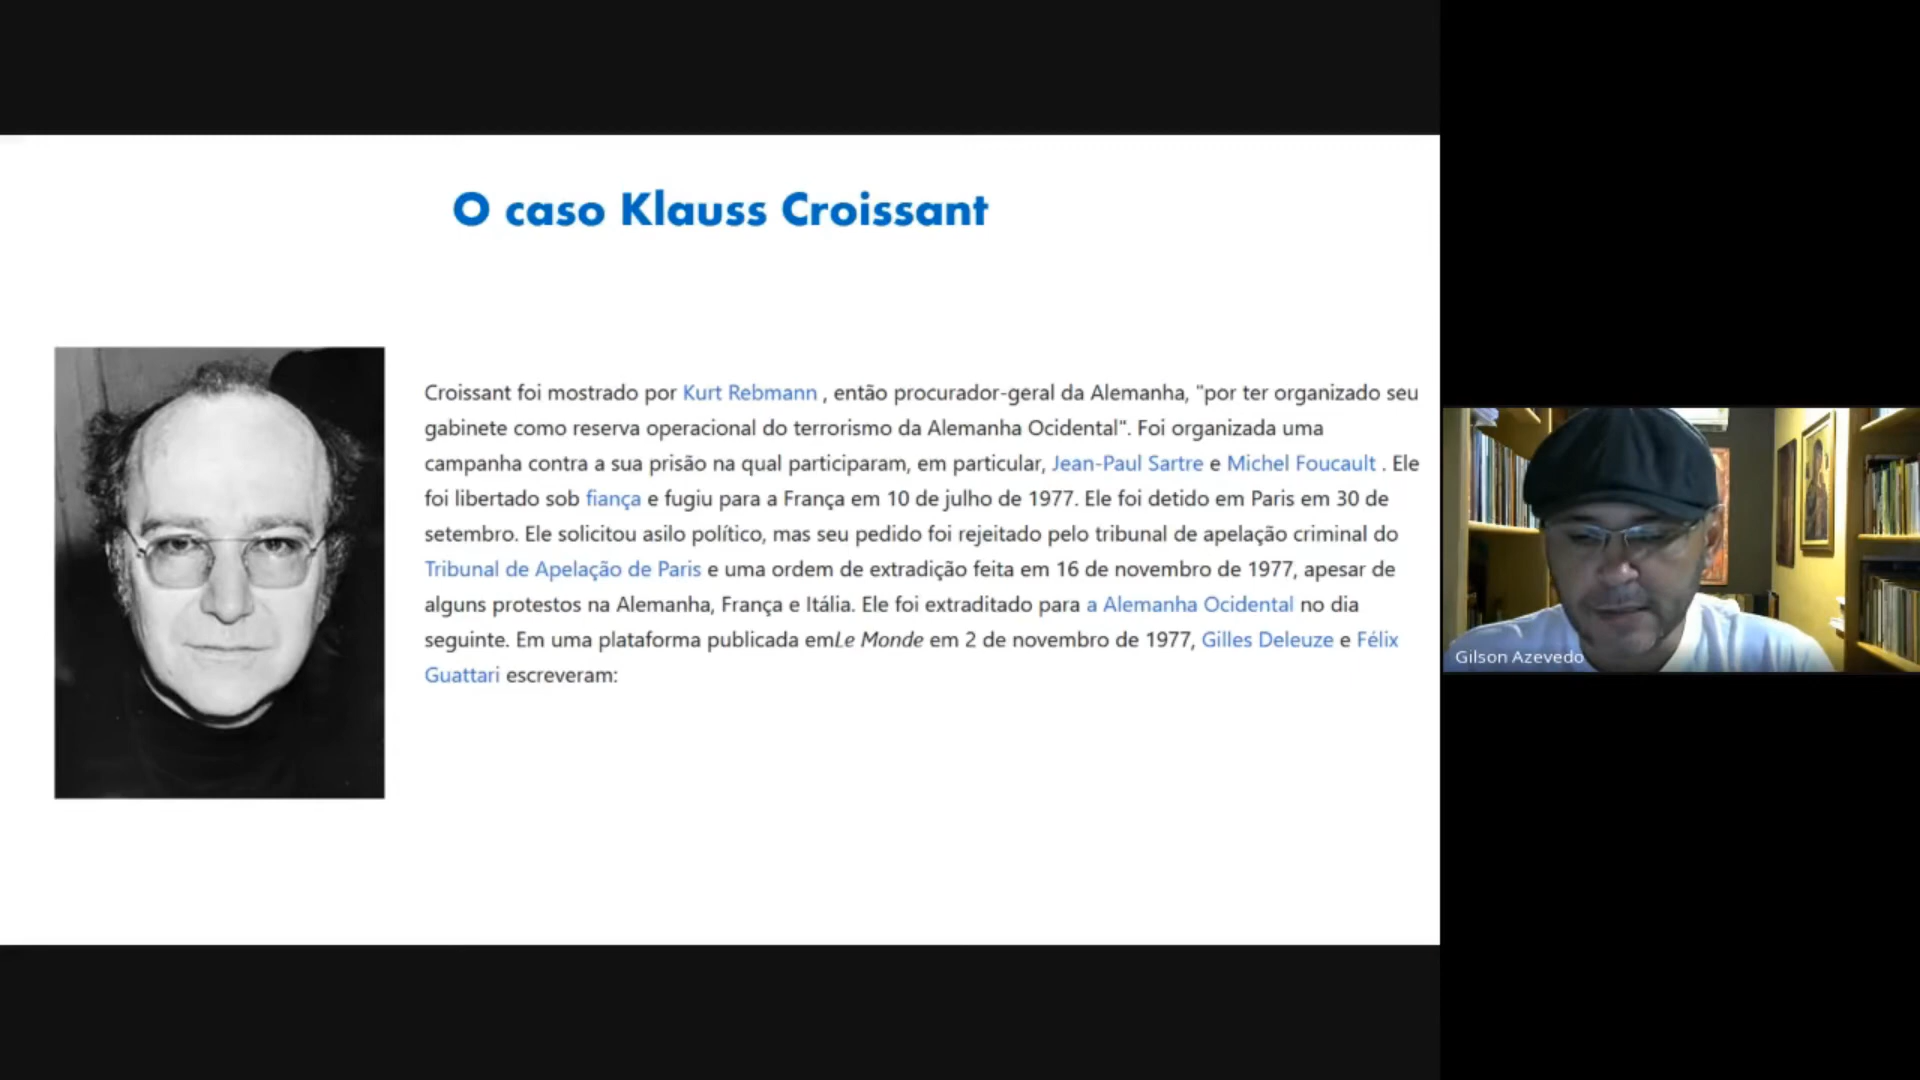 O caso Klauss Croissant
Croissant foi mostrado por Kurt Rebmann , então procurador-geral da Alemanha, "por ter organizado seu
gabinete como reserva operacional do terrorismo da Alemanha Ocidental". Foi organizada uma
campanha contra a sua prisão na qual participaram, em particular, Jean-Paul Sartre e Michel Foucault . Ele
foi libertado sob fiança e fugiu para a França em 10 de julho de 1977. Ele foi detido em Paris em 30 de
setembro. Ele solicitou asilo político, mas seu pedido foi rejeitado pelo tribunal de apelação criminal do
Tribunal de Apelação de Paris e uma ordem de extradição feita em 16 de novembro de 1977, apesar de
alguns protestos na Alemanha, França e Itália. Ele foi extraditado para a Alemanha Ocidental no dia
seguinte. Em uma plataforma publicada emLe Monde em 2 de novembro de 1977, Gilles Deleuze e Félix
Guattari escreveram:
Gilson Azevedo